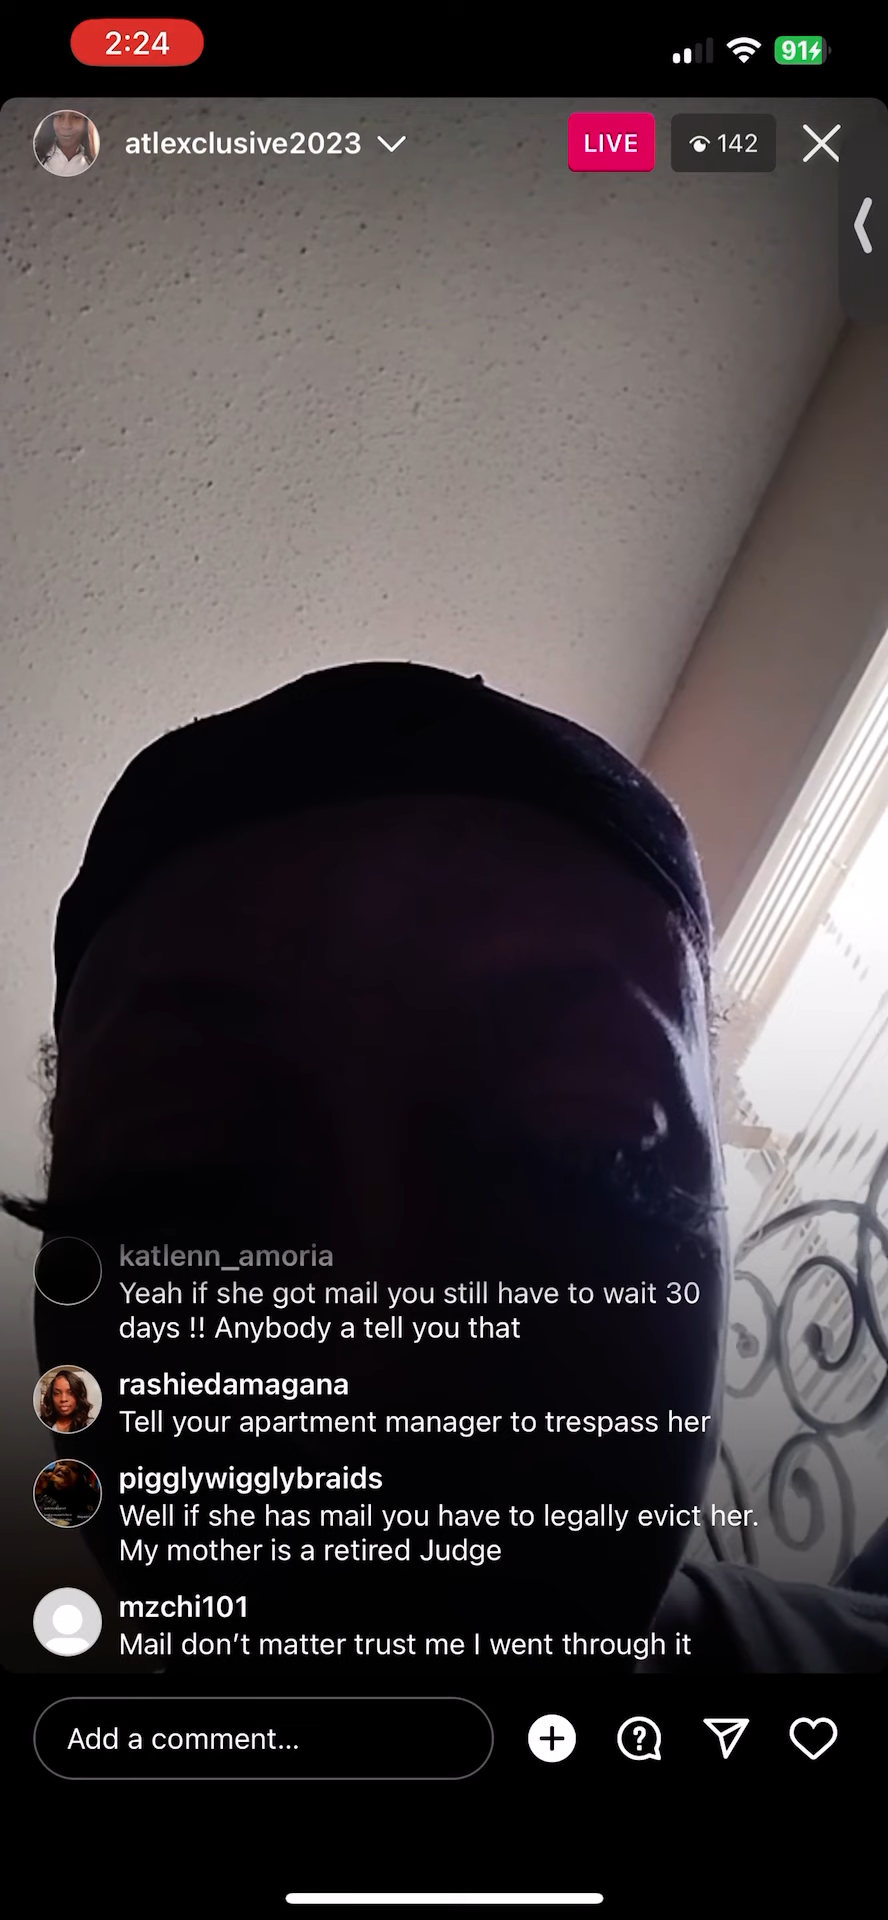 2:24
91
atlexclusive2023
LIVE
142
katlenn_amoria
Yeah if she got mail you still have to wait 30
days !! Anybody a tell you that
rashiedamagana
Tell your apartment manager to trespass her
pigglywigglybraids
Well if she has mail you have to legally evict her.
My mother is a retired Judge
mzchi101
Mail don’t matter trust me I went through it
Add a comment...